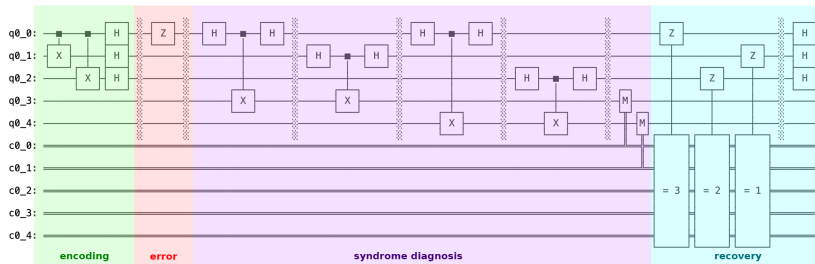 q0_0: H Z H H H H Z H
q0_1: X H H H Z H
q0_2: X H H H Z H
q0_3: X X M
q0_4: X X M
c0_0:
c0_1:
c0_2: = 3 = 2 = 1
c0_3:
c0_4:
encoding error syndrome diagnosis recovery